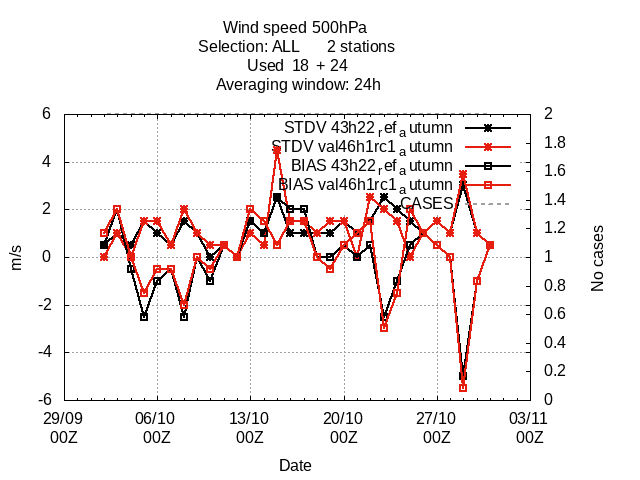 Wind speed 500hPa
Selection: ALL 2 stations
Used 18 + 24
Averaging window: 24h
STDV 43h22_ref_autumn
STDV val46h1rc1_autumn
BIAS 43h22_ref_autumn
BIAS val46h1rc1_autumn
CASES
6
4
2
0
-2
-4
-6
m/s
2
1.8
1.6
1.4
1.2
1
0.8
0.6
0.4
0.2
0
No cases
29/09 06/10 13/10 20/10 27/10 03/11
00Z 00Z 00Z 00Z 00Z 00Z
Date